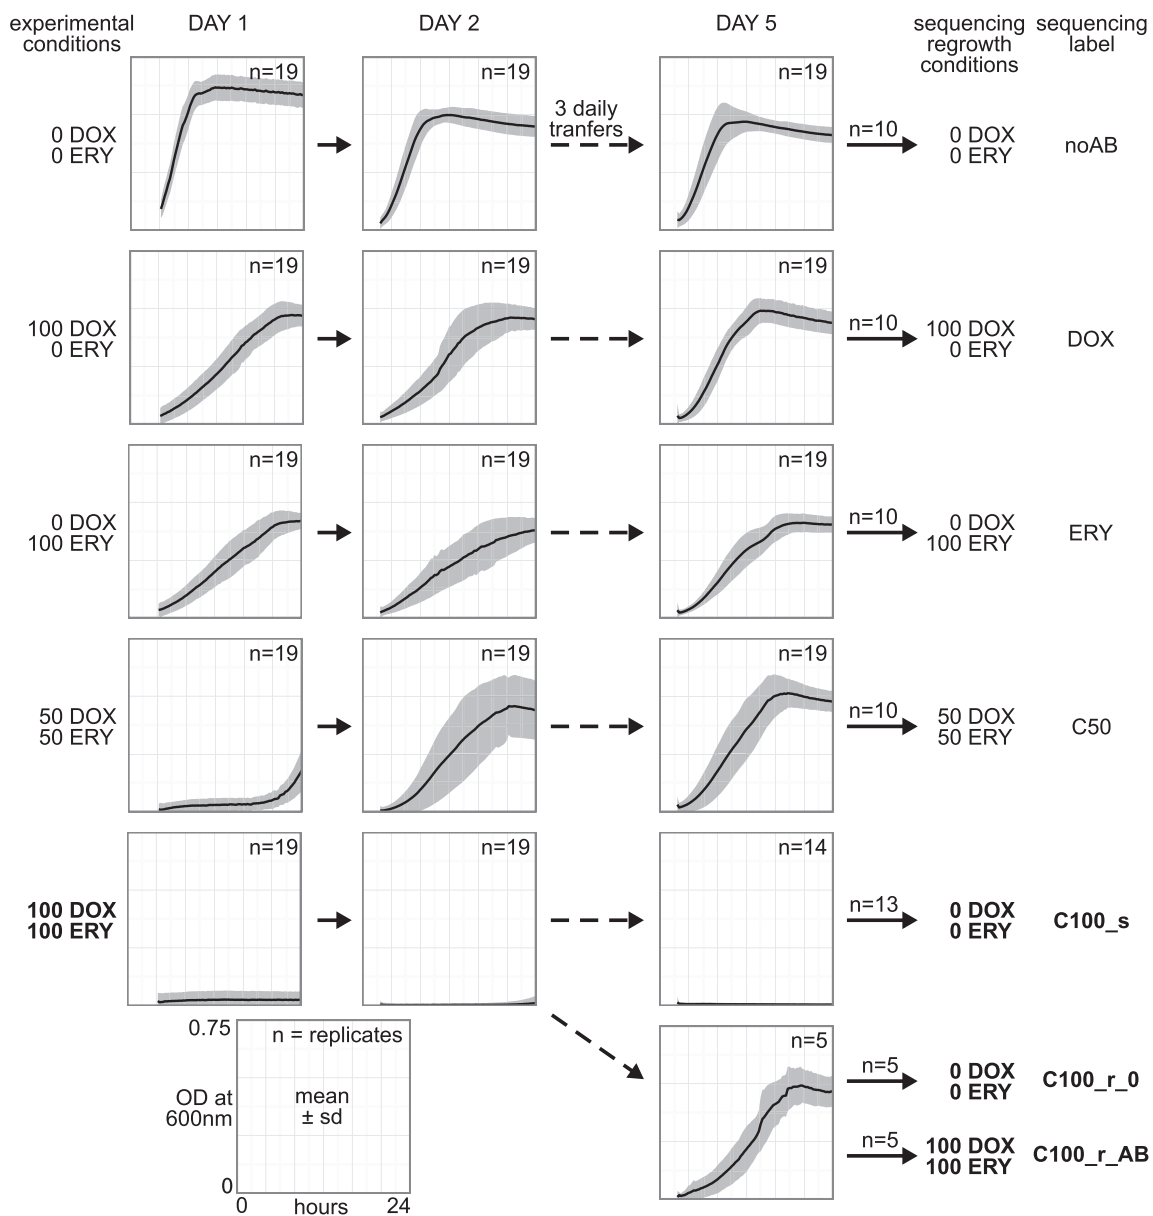 experimental
conditions
DAY 1
DAY 2
DAY 5
sequencing
regrowth
conditions
sequencing
label
0 DOX
0 ERY
n=19
n=19
3 daily
tranfers
n=19
n=10
0 DOX
0 ERY
noAB
100 DOX
0 ERY
n=19
n=19
n=19
n=10
100 DOX
0 ERY
DOX
0 DOX
100 ERY
n=19
n=19
n=19
n=10
0 DOX
100 ERY
ERY
50 DOX
50 ERY
n=19
n=19
n=19
n=10
50 DOX
50 ERY
C50
100 DOX
100 ERY
n=19
n=19
n=14
n=13
0 DOX
0 ERY
C100_s
n=5
n=5
0 DOX
0 ERY
C100_r_0
n=5
100 DOX
100 ERY
C100_r_AB
0.75
n = replicates
OD at
600nm
mean
± sd
0
0
hours
24